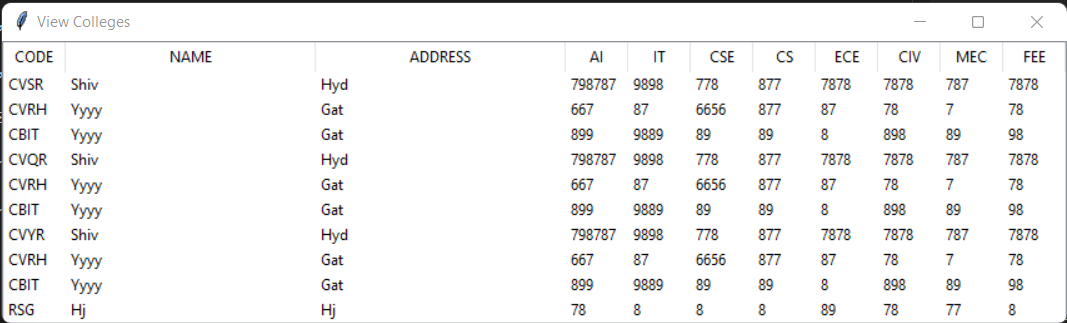 View Colleges
CODE NAME ADDRESS AI IT CSE CS ECE CIV MEC FEE
CVSR Shiv Hyd 798787 9898 778 877 7878 7878 787 7878
CVRH Yyyy Gat 667 87 6656 877 87 78 7 78
CBIT Yyyy Gat 899 9889 89 89 8 898 89 98
CVQR Shiv Hyd 798787 9898 778 877 7878 7878 787 7878
CVRH Yyyy Gat 667 87 6656 877 87 78 7 78
CBIT Yyyy Gat 899 9889 89 89 8 898 89 98
CVYR Shiv Hyd 798787 9898 778 877 7878 7878 787 7878
CVRH Yyyy Gat 667 87 6656 877 87 78 7 78
CBIT Yyyy Gat 899 9889 89 89 8 898 89 98
RSG Hj Hj 78 8 8 8 89 78 77 8